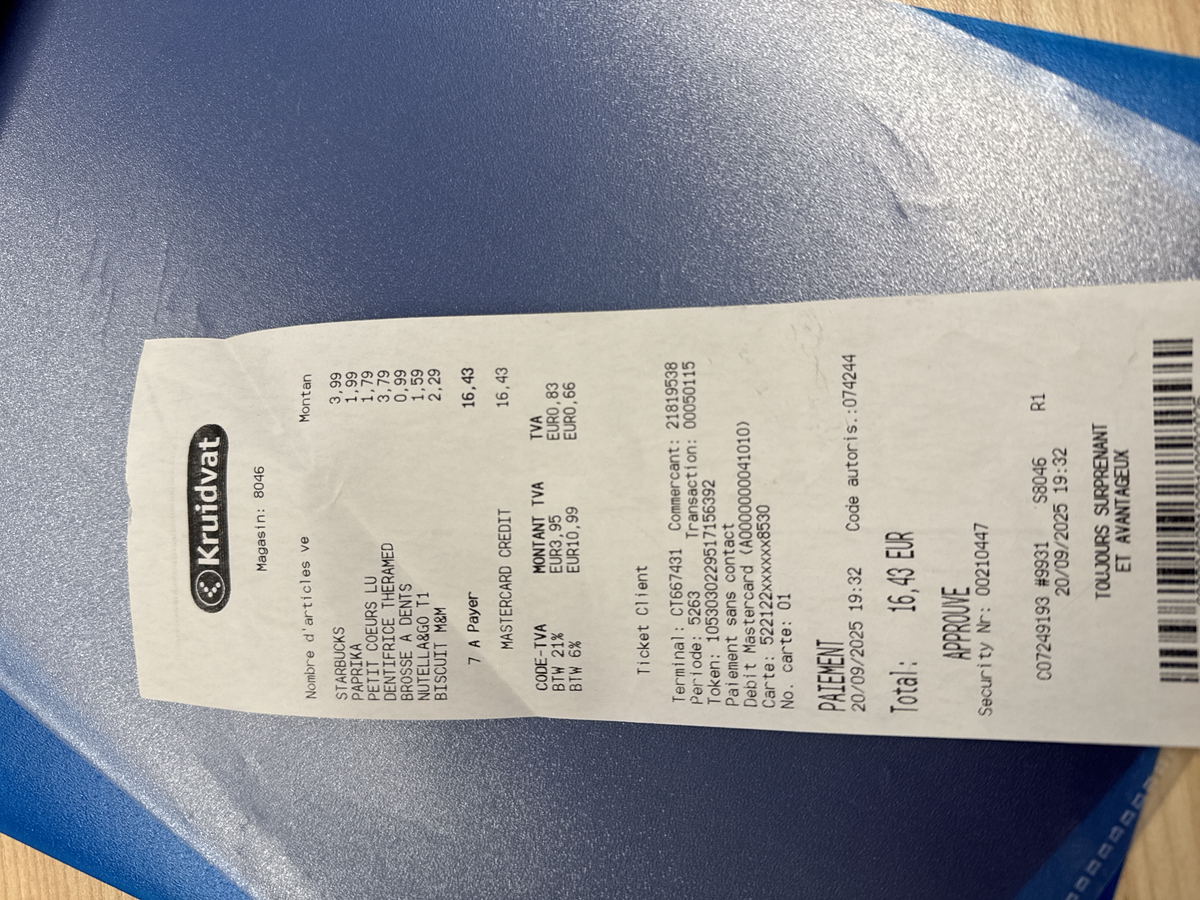 Kruidvat
Magasin: 8046
Nombre d'articles ve Montan
STARBUCKS 3,99
PAPRIKA 1,99
PETIT COEURS LU 1,79
DENTIFRICE THERAMED 3,79
BROSSE A DENTS 0,99
NUTELLA&GO T1 1,59
BISCUIT M&M 2,29
7 A Payer 16,43
MASTERCARD CREDIT 16,43
CODE-TVA MONTANT TVA TVA
BTW 21% EUR3,95 EUR0,83
BTW 6% EUR10,99 EUR0,66
Ticket Client
Terminal: CT667431 Commercant: 21819538
Periode: 5263 Transaction: 00050115
Token: 1053030229517156392
Paiement sans contact
Debit Mastercard (A0000000041010)
Carte: 522122xxxxxx8530
No. carte: 01
PAIEMENT
20/09/2025 19:32 Code autoris.:074244
Total: 16,43 EUR
APPROUVE
Security Nr: 00210447
C07249193 #9931 S8046 R1
20/09/2025 19:32
TOUJOURS SURPRENANT
ET AVANTAGEUX